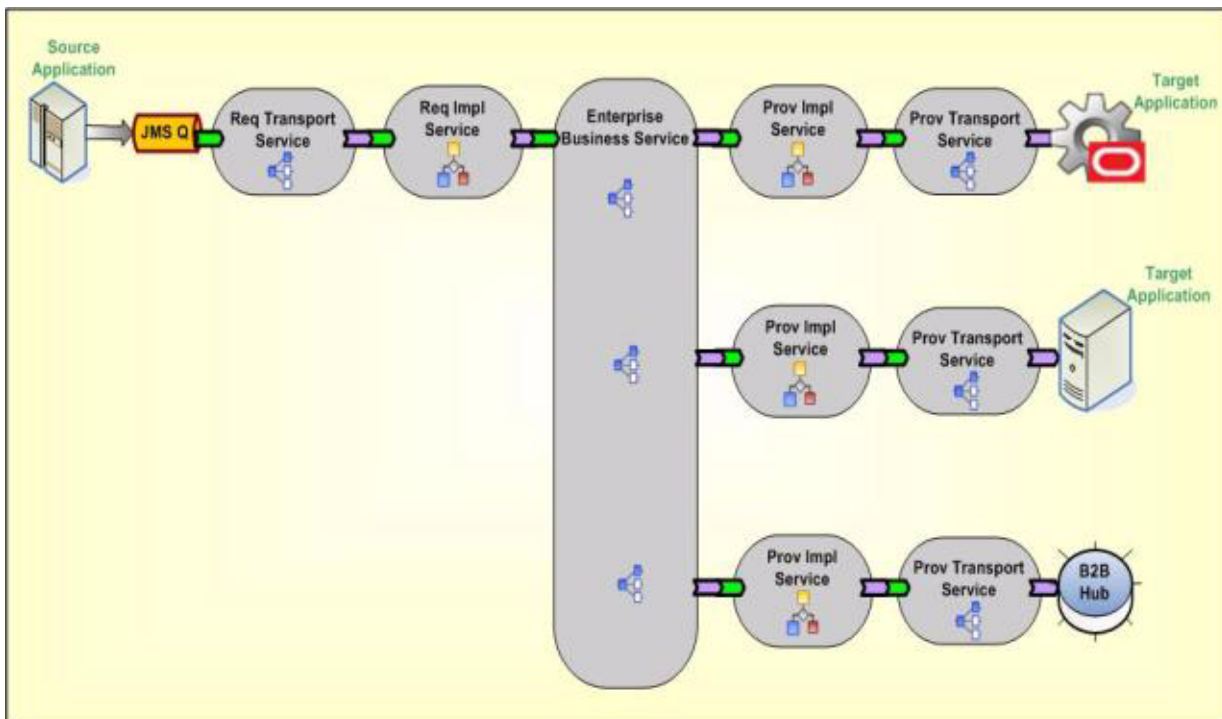 Source
Application
JMS Q
Req Transport
Service
Req Impl
Service
Enterprise
Business Service
Prov Impl
Service
Prov Transport
Service
Target
Application
Prov Impl
Service
Prov Transport
Service
Target
Application
Prov Impl
Service
Prov Transport
Service
B2B
Hub